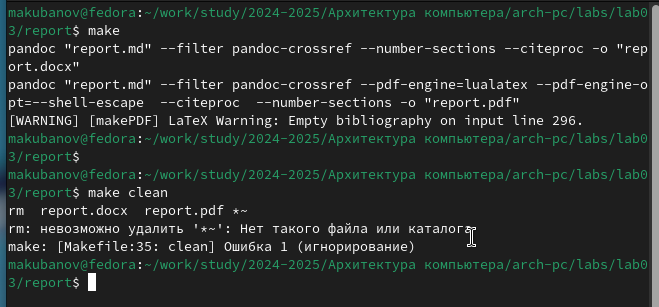 makubanov@fedora:~/work/study/2024-2025/Архитектура компьютера/arch-pc/labs/lab0
3/report$ make
pandoc "report.md" --filter pandoc-crossref --number-sections --citeproc -o "rep
ort.docx"
pandoc "report.md" --filter pandoc-crossref --pdf-engine=lualatex --pdf-engine-o
pt=--shell-escape  --citeproc  --number-sections -o "report.pdf"
[WARNING] [makePDF] LaTeX Warning: Empty bibliography on input line 296.
makubanov@fedora:~/work/study/2024-2025/Архитектура компьютера/arch-pc/labs/lab0
3/report$
makubanov@fedora:~/work/study/2024-2025/Архитектура компьютера/arch-pc/labs/lab0
3/report$ make clean
rm  report.docx  report.pdf *~
rm: невозможно удалить '*~': Нет такого файла или каталога
make: [Makefile:35: clean] Ошибка 1 (игнорирование)
makubanov@fedora:~/work/study/2024-2025/Архитектура компьютера/arch-pc/labs/lab0
3/report$